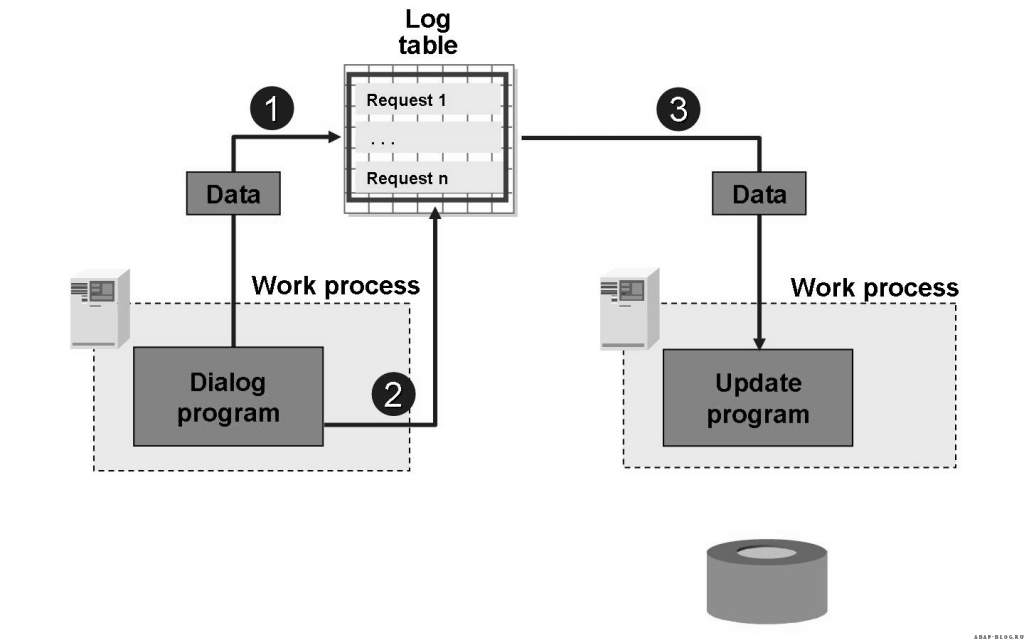 Log
table
1
Request 1
. . .
Request n
3
Data
Data
Work process
Work process
Dialog
program
2
Update
program
ABAP-BLOG.RU